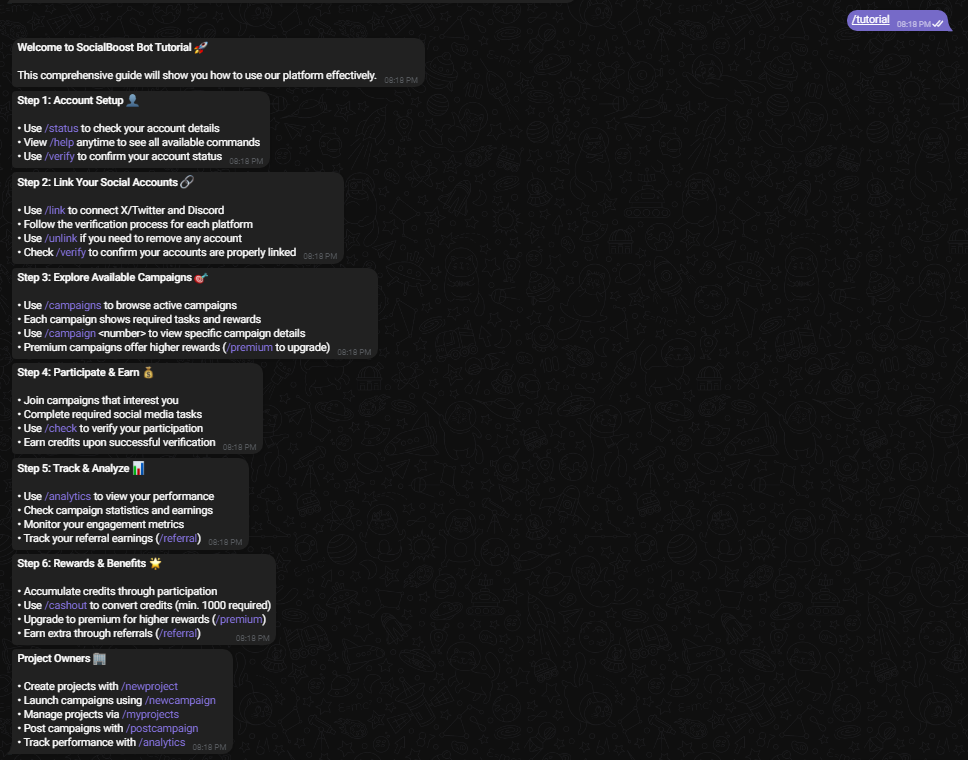 /tutorial 08:18 PM
Welcome to SocialBoost Bot Tutorial 🚀
This comprehensive guide will show you how to use our platform effectively. 08:18 PM
Step 1: Account Setup 👤
• Use /status to check your account details
• View /help anytime to see all available commands
• Use /verify to confirm your account status 08:18 PM
Step 2: Link Your Social Accounts 🔗
• Use /link to connect X/Twitter and Discord
• Follow the verification process for each platform
• Use /unlink if you need to remove any account
• Check /verify to confirm your accounts are properly linked 08:18 PM
Step 3: Explore Available Campaigns 🎯
• Use /campaigns to browse active campaigns
• Each campaign shows required tasks and rewards
• Use /campaign <number> to view specific campaign details
• Premium campaigns offer higher rewards (/premium to upgrade) 08:18 PM
Step 4: Participate & Earn 💰
• Join campaigns that interest you
• Complete required social media tasks
• Use /check to verify your participation
• Earn credits upon successful verification 08:18 PM
Step 5: Track & Analyze 📊
• Use /analytics to view your performance
• Check campaign statistics and earnings
• Monitor your engagement metrics
• Track your referral earnings (/referral) 08:18 PM
Step 6: Rewards & Benefits 🌟
• Accumulate credits through participation
• Use /cashout to convert credits (min. 1000 required)
• Upgrade to premium for higher rewards (/premium)
• Earn extra through referrals (/referral) 08:18 PM
Project Owners 🏢
• Create projects with /newproject
• Launch campaigns using /newcampaign
• Manage projects via /myprojects
• Post campaigns with /postcampaign
• Track performance with /analytics 08:18 PM